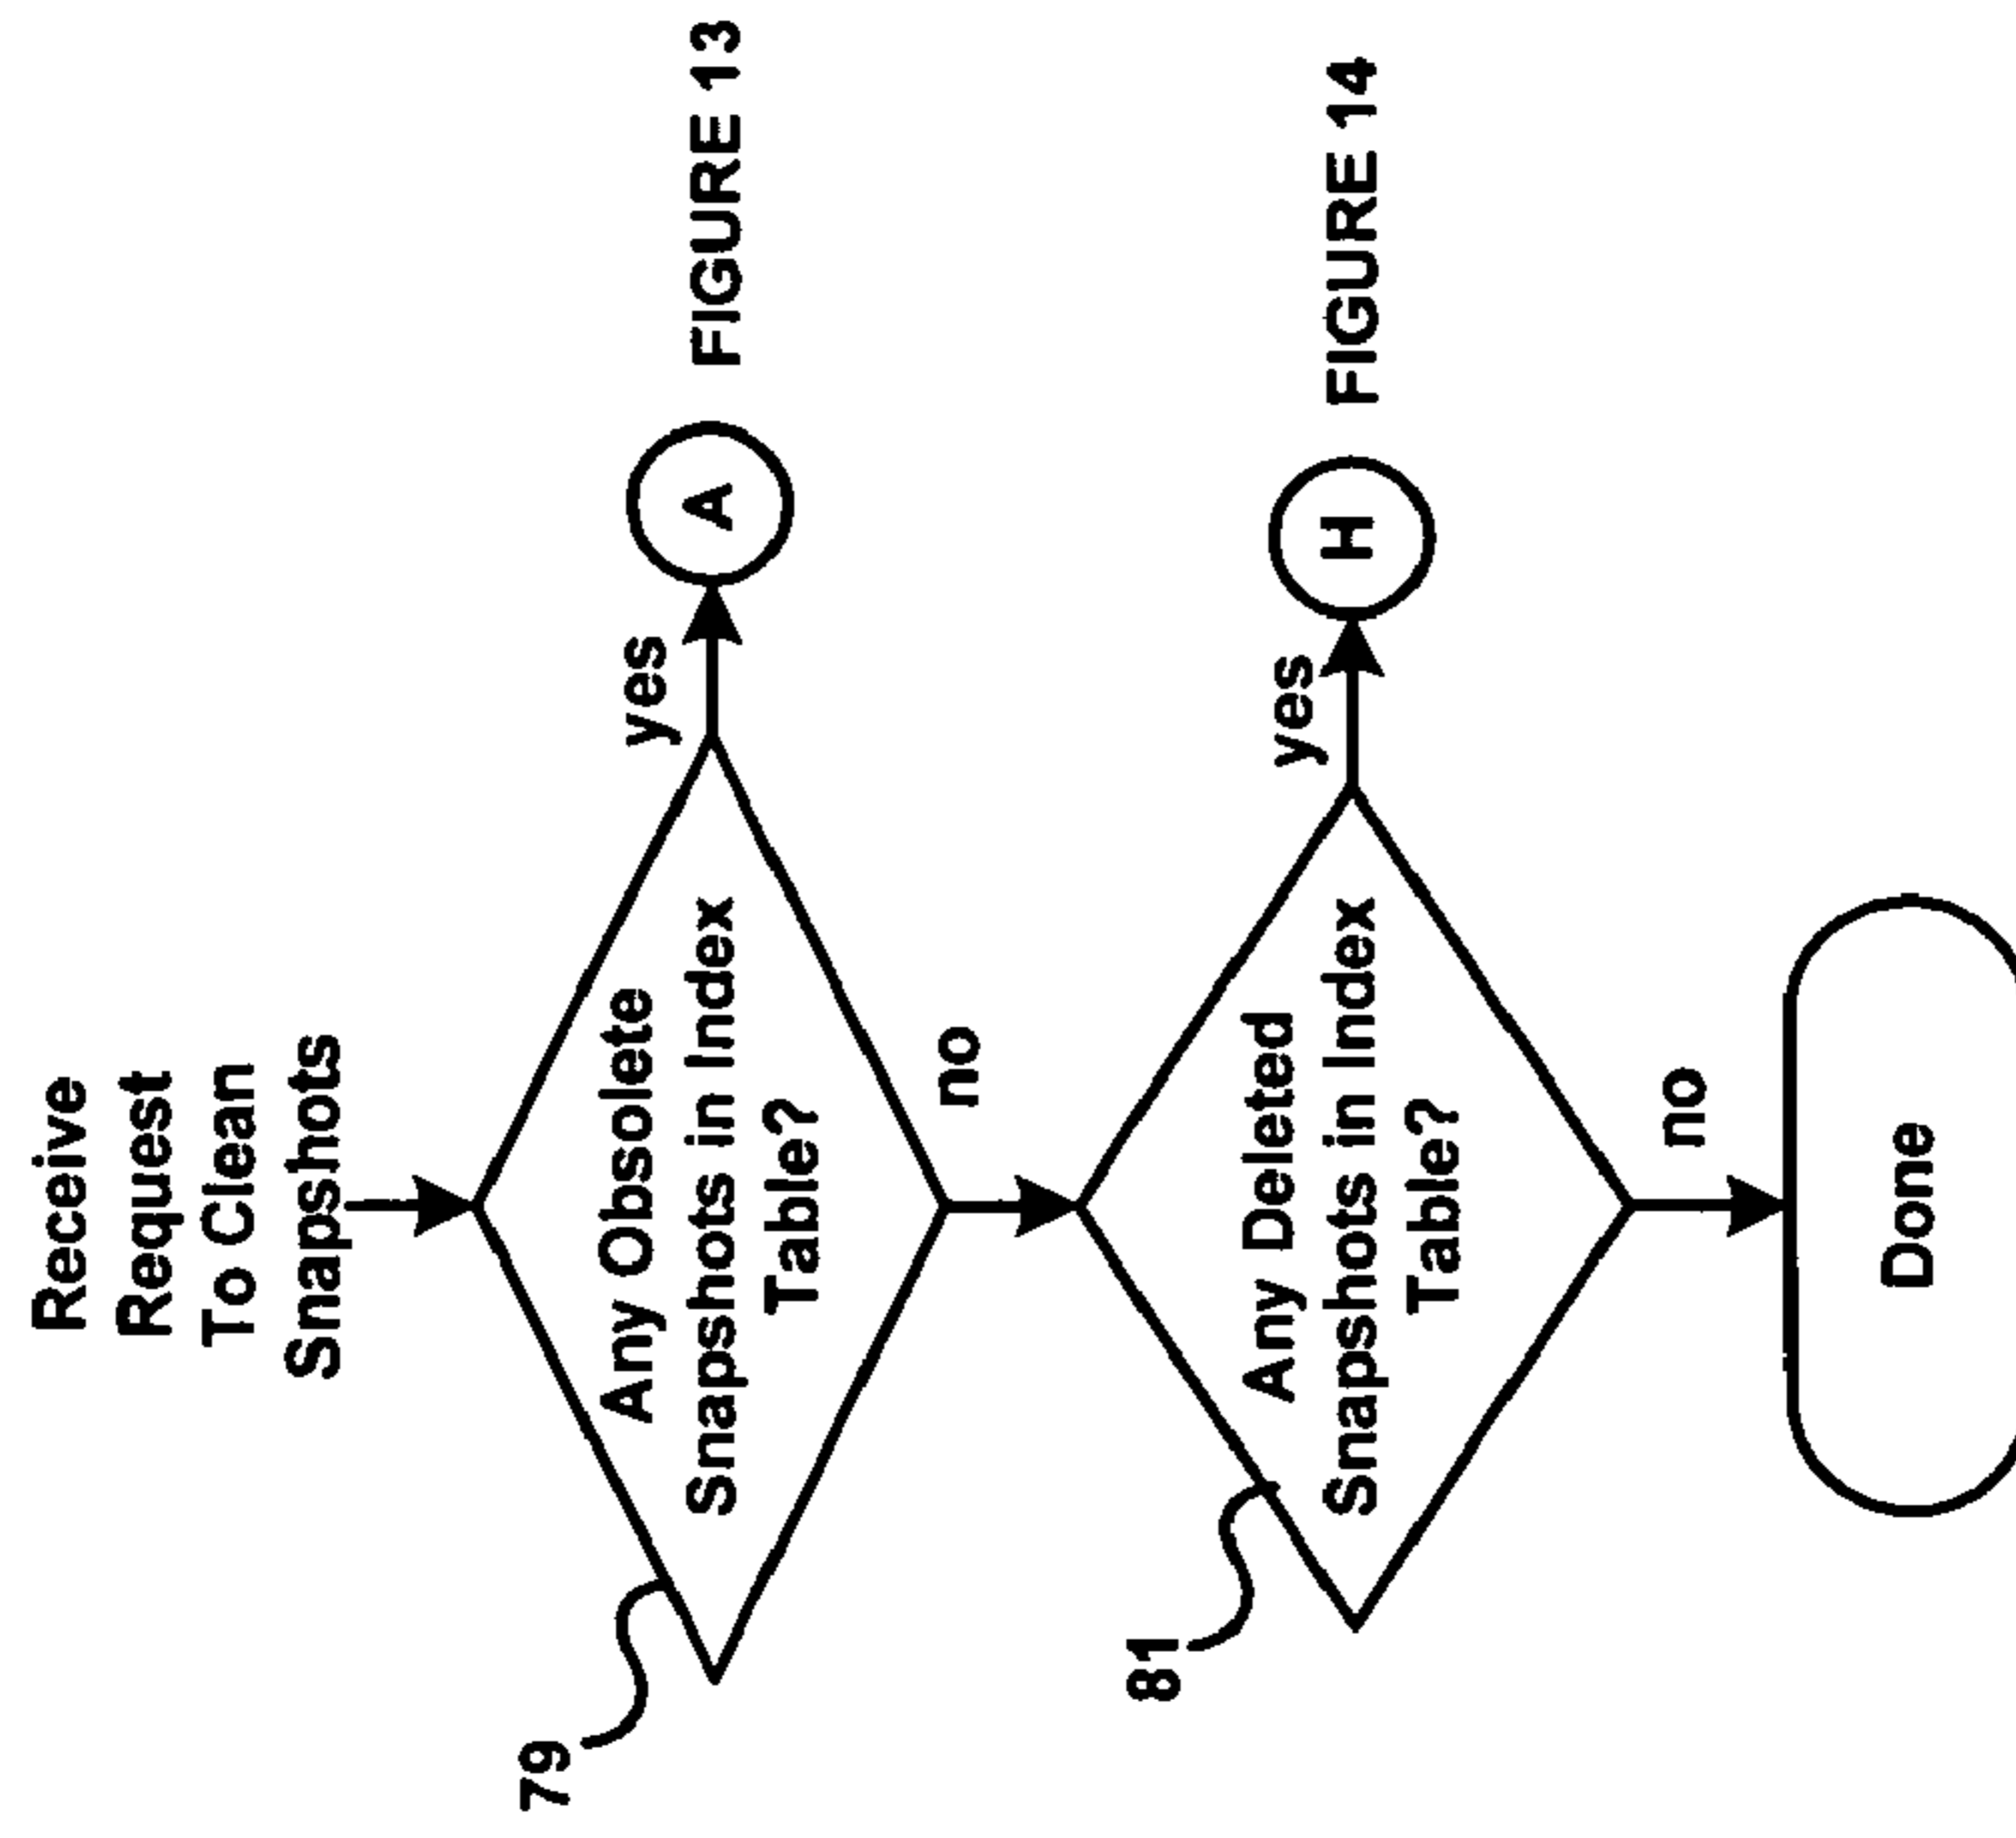 Receive
Request
To Clean
Snapshots
79
Any Obsolete
Snapshots in Index
Table?
yes
A
FIGURE 13
no
81
Any Deleted
Snapshots in Index
Table?
yes
H
FIGURE 14
no
Done